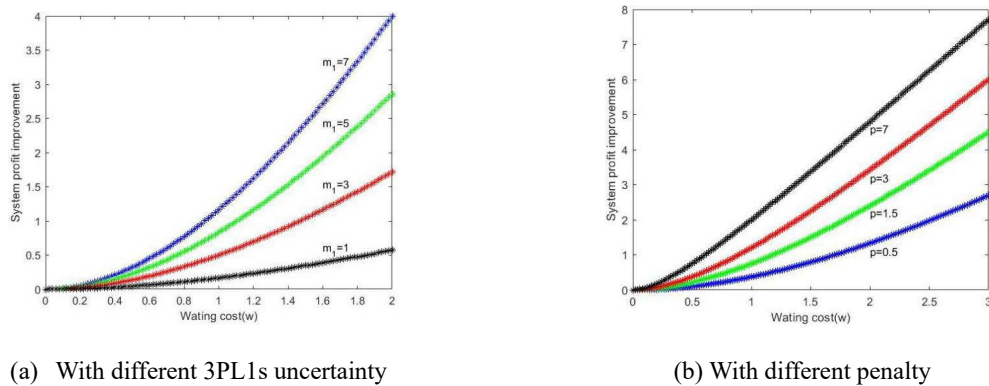 4
3.5
3
2.5
2
1.5
1
0.5
0
System profit improvement
m_1=7
m_1=5
m_1=3
m_1=1
0 0.2 0.4 0.6 0.8 1 1.2 1.4 1.6 1.8 2
Wating cost(w)
(a) With different 3PL1s uncertainty
8
7
6
5
4
3
2
1
0
System profit improvement
p=7
p=3
p=1.5
p=0.5
0 0.5 1 1.5 2 2.5 3
Wating cost(w)
(b) With different penalty